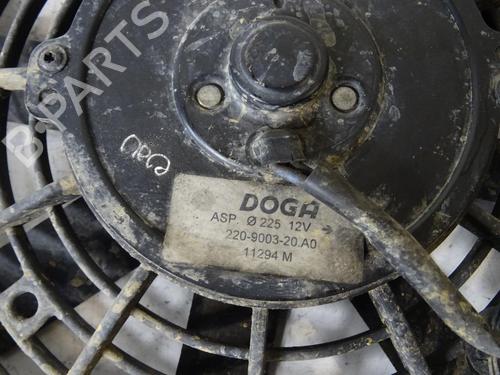 B-PARTS
DOGA
ASP. Ø 225 12V →
220-9003-20.A0
11294 M